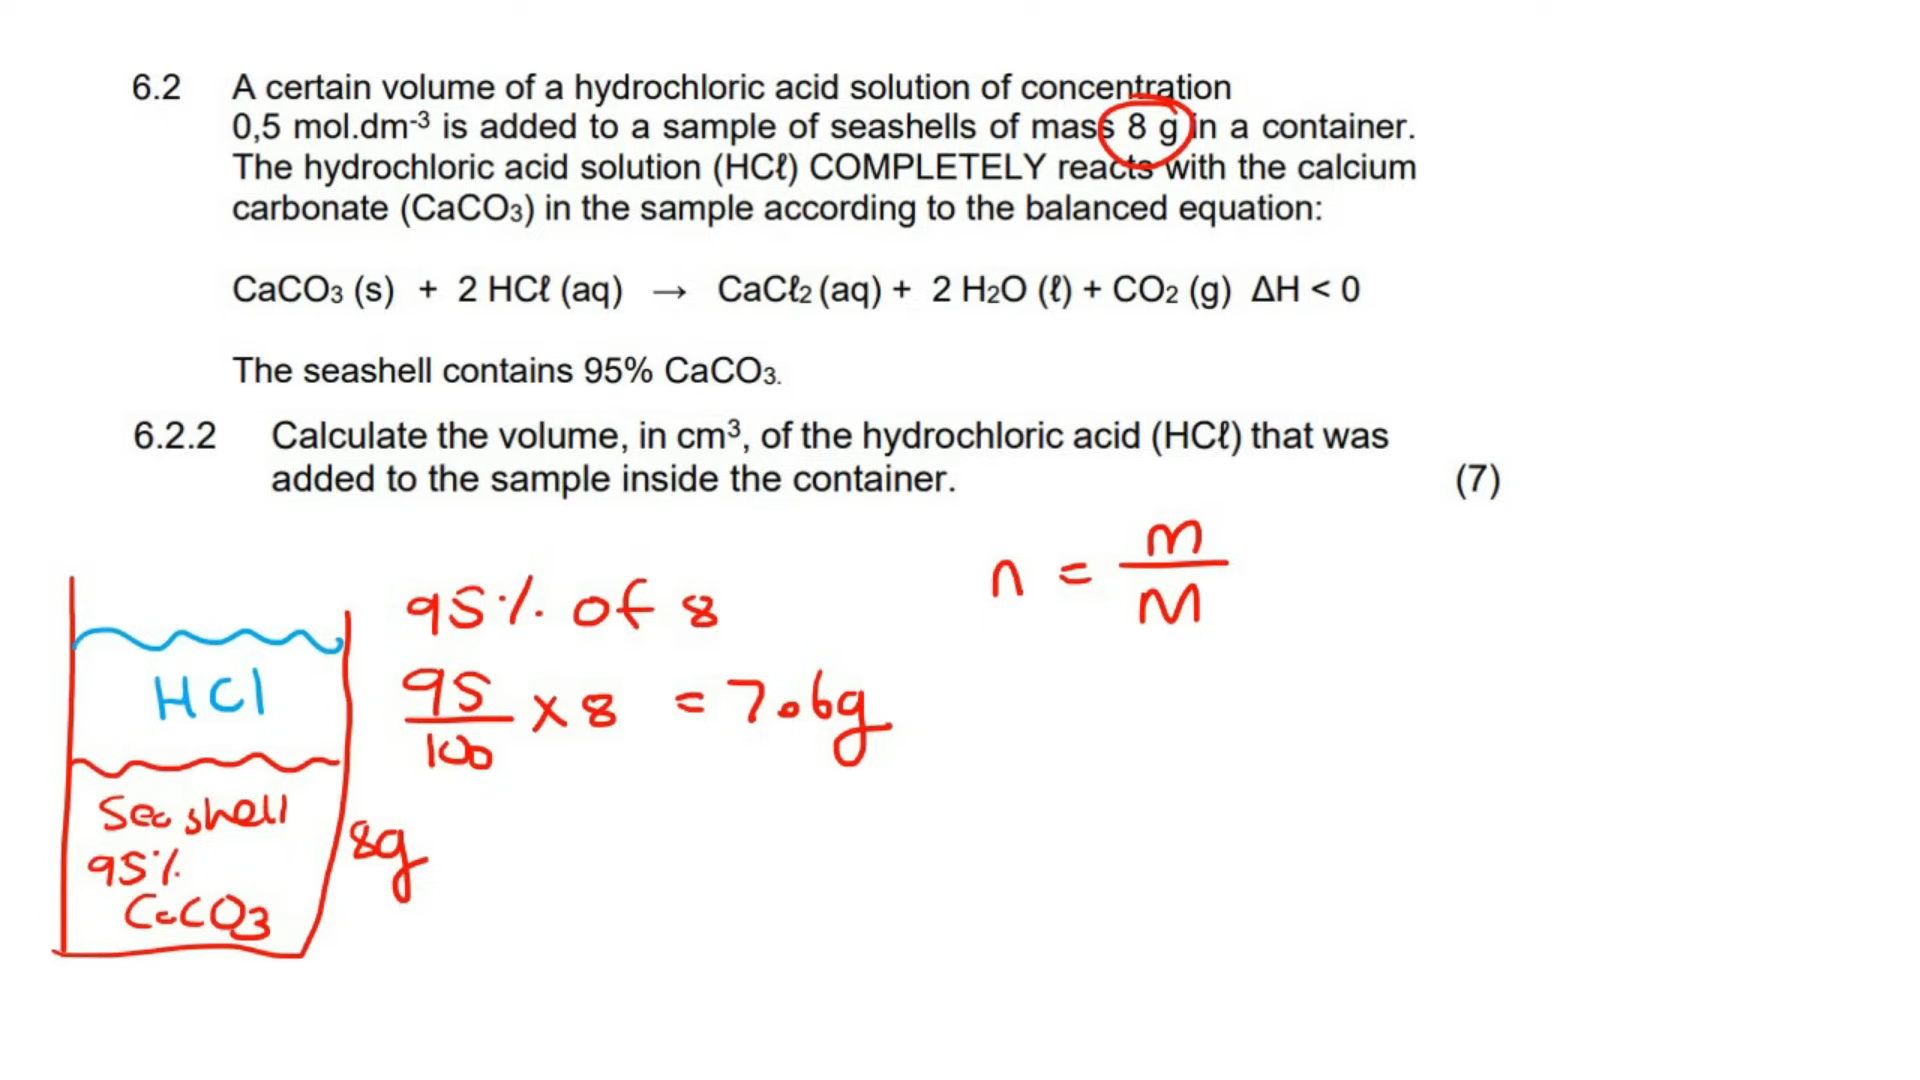 6.2 A certain volume of a hydrochloric acid solution of concentration
0,5 mol.dm⁻³ is added to a sample of seashells of mass 8 g in a container.
The hydrochloric acid solution (HCℓ) COMPLETELY reacts with the calcium
carbonate (CaCO₃) in the sample according to the balanced equation:
CaCO₃ (s) + 2 HCℓ (aq) → CaCℓ₂ (aq) + 2 H₂O (ℓ) + CO₂ (g) ΔH < 0
The seashell contains 95% CaCO₃.
6.2.2 Calculate the volume, in cm³, of the hydrochloric acid (HCℓ) that was
added to the sample inside the container. (7)
95% of 8
n = m/M
95/100 × 8 = 7.6g
HCl
Sea shell
95%
CaCO3
8g